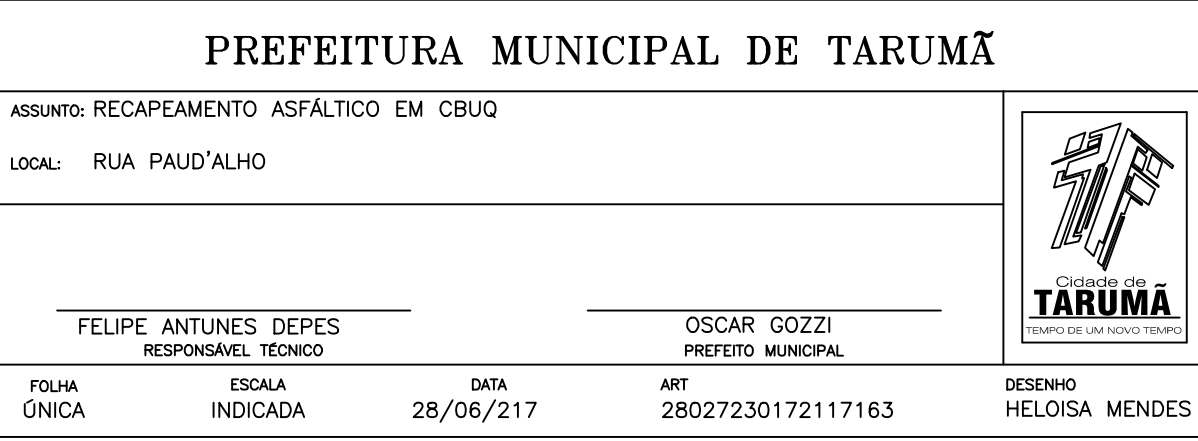 PREFEITURA MUNICIPAL DE TARUMÃ
ASSUNTO: RECAPEAMENTO ASFÁLTICO EM CBUQ
LOCAL: RUA PAUD'ALHO
Cidade de
TARUMÃ
TEMPO DE UM NOVO TEMPO
FELIPE ANTUNES DEPES
RESPONSÁVEL TÉCNICO
OSCAR GOZZI
PREFEITO MUNICIPAL
FOLHA ESCALA DATA ART DESENHO
ÚNICA INDICADA 28/06/217 28027230172117163 HELOISA MENDES